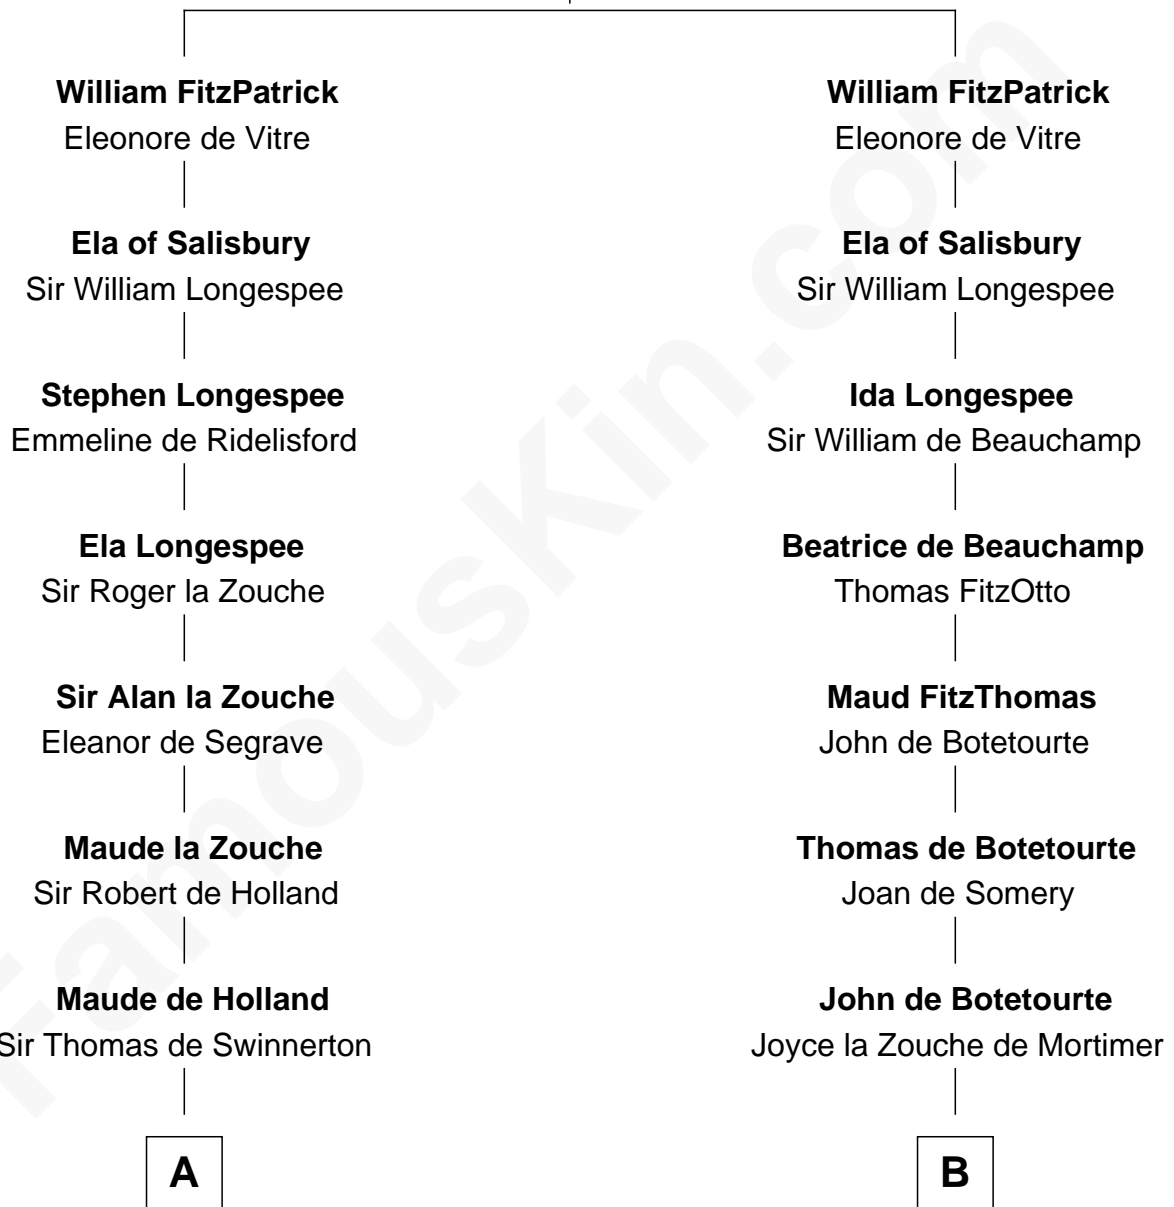 William FitzPatrick
Eleonore de Vitre
Ela of Salisbury
Sir William Longespee
Stephen Longespee
Emmeline de Ridelisford
Ela Longespee
Sir Roger la Zouche
Sir Alan la Zouche
Eleanor de Segrave
Maude la Zouche
Sir Robert de Holland
Maude de Holland
Sir Thomas de Swinnerton
A
William FitzPatrick
Eleonore de Vitre
Ela of Salisbury
Sir William Longespee
Ida Longespee
Sir William de Beauchamp
Beatrice de Beauchamp
Thomas FitzOtto
Maud FitzThomas
John de Botetourte
Thomas de Botetourte
Joan de Somery
John de Botetourte
Joyce la Zouche de Mortimer
B
FamousKin.com